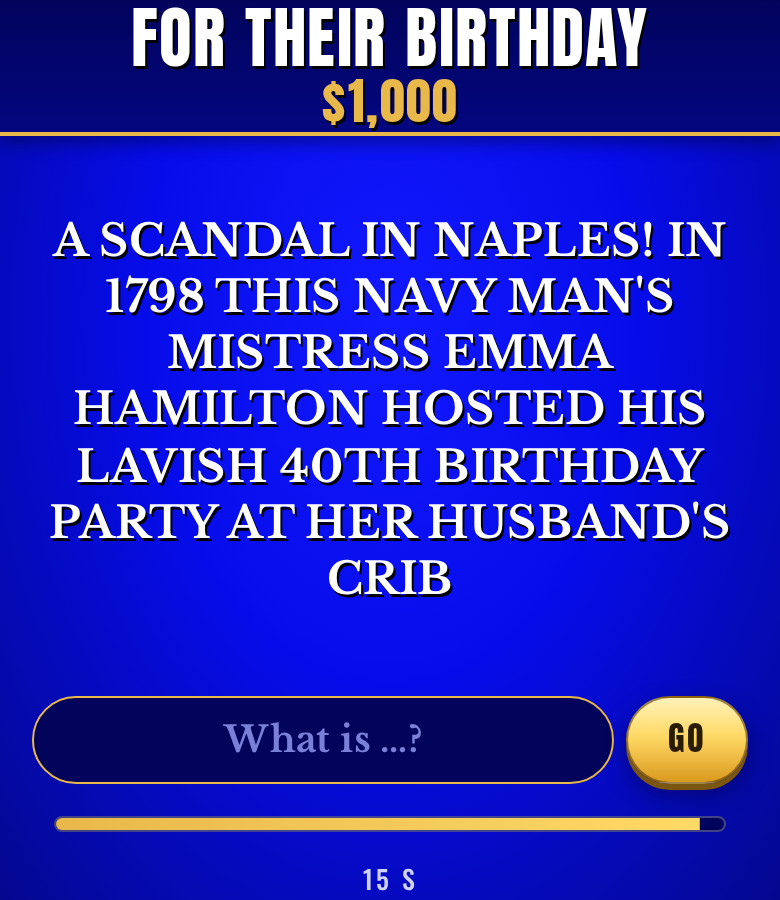 FOR THEIR BIRTHDAY
$1,000
A SCANDAL IN NAPLES! IN
1798 THIS NAVY MAN'S
MISTRESS EMMA
HAMILTON HOSTED HIS
LAVISH 40TH BIRTHDAY
PARTY AT HER HUSBAND'S
CRIB
What is ...?
GO
15 S